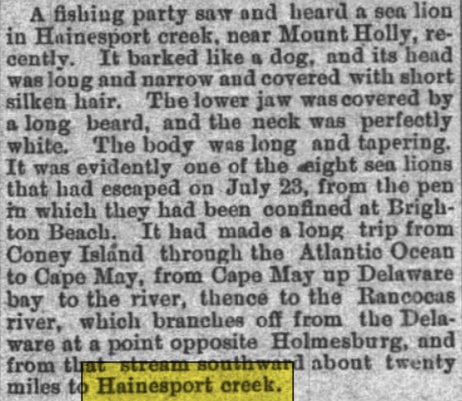 A fishing party saw and heard a sea lion
in Hainesport creek, near Mount Holly, re-
cently. It barked like a dog, and its head
was long and narrow and covered with short
silken hair. The lower jaw was covered by
a long beard, and the neck was perfectly
white. The body was long and tapering.
It was evidently one of the eight sea lions
that had escaped on July 23, from the pen
in which they had been confined at Brigh-
ton Beach. It had made a long trip from
Coney Island through the Atlantic Ocean
to Cape May, from Cape May up Delaware
bay to the river, thence to the Rancocas
river, which branches off from the Dela-
ware at a point opposite Holmesburg, and
from that stream southward about twenty
miles to Hainesport creek.